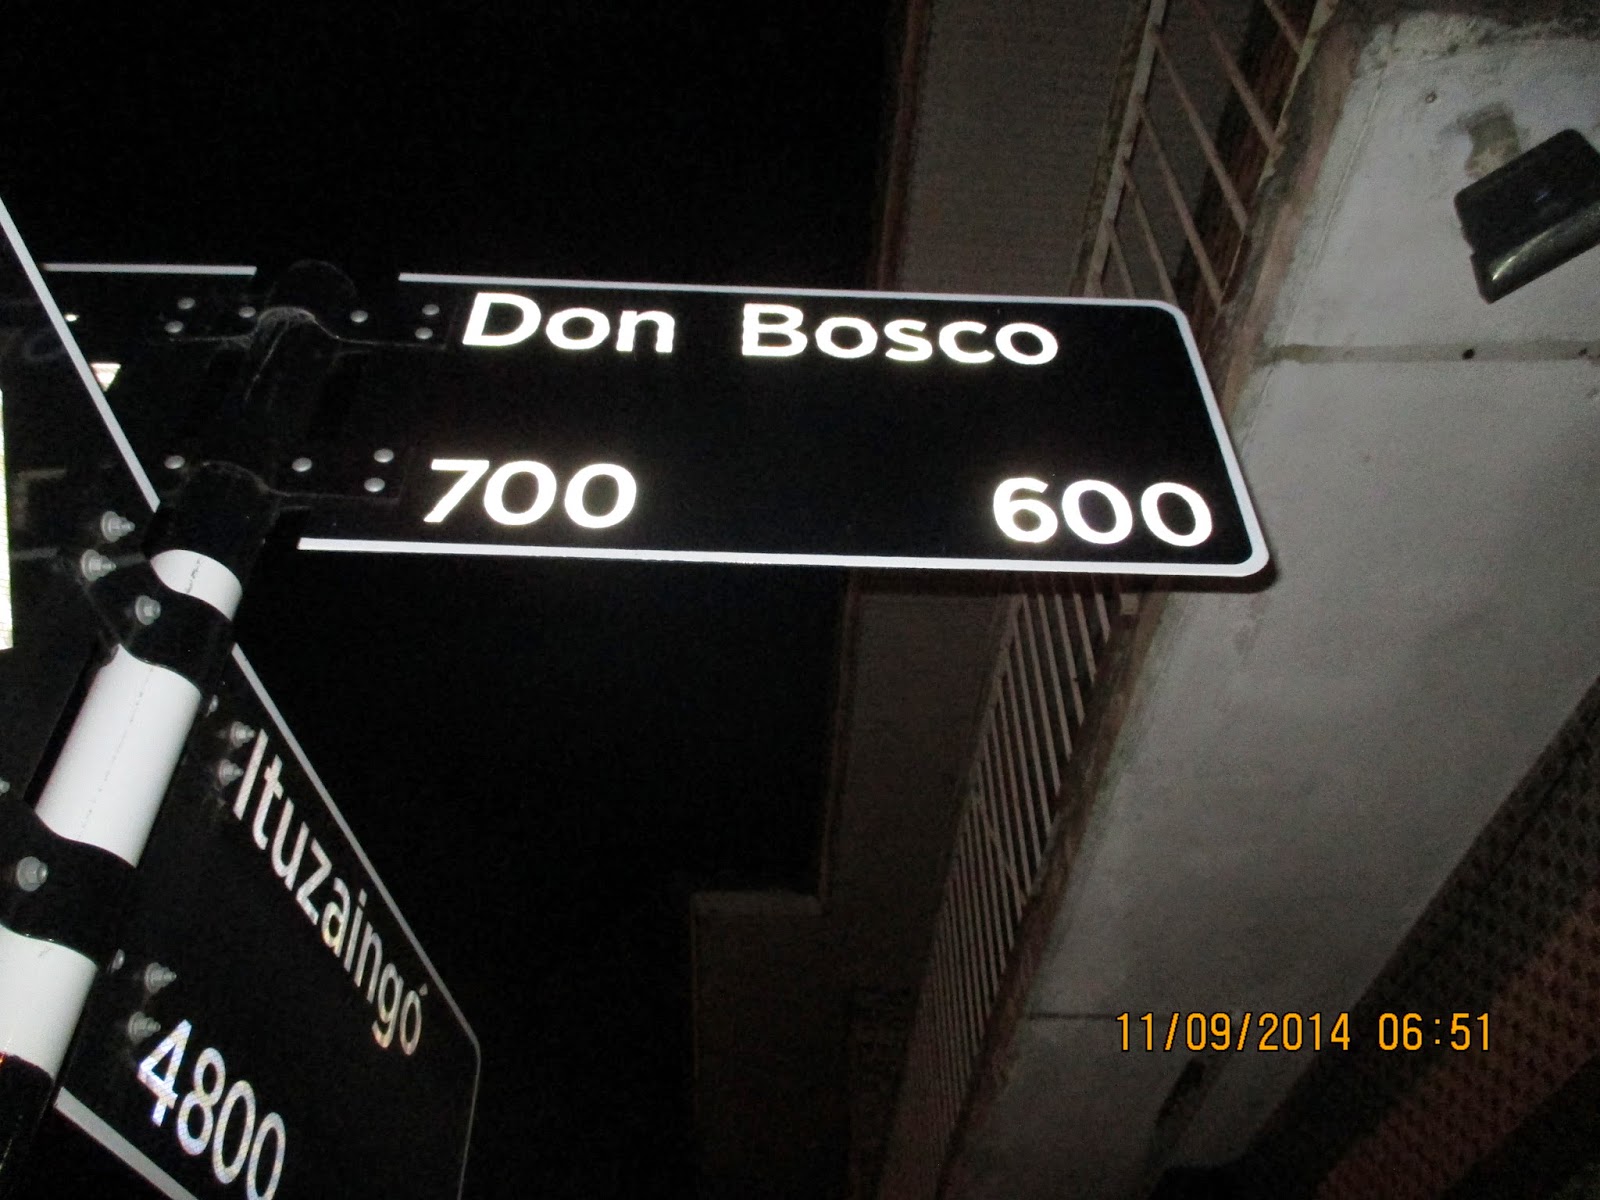 Don Bosco
700 600
Ituzaingó
4800
11/09/2014 06:51